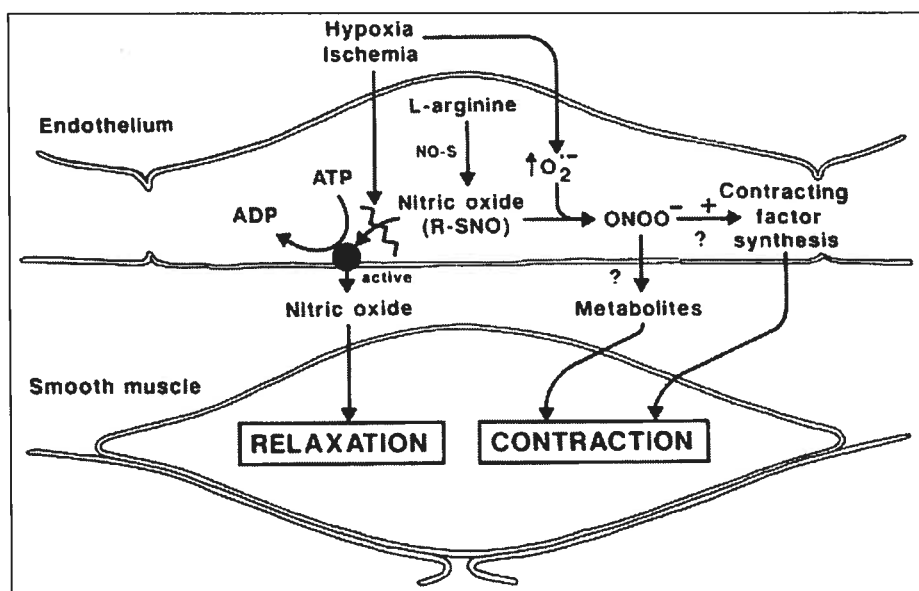 Hypoxia
Ischemia
L-arginine
Endothelium
NO-S
↑O₂·⁻
ATP
Nitric oxide
(R-SNO)
ADP
ONOO⁻
+
?
Contracting
factor
synthesis
active
?
Nitric oxide
Metabolites
Smooth muscle
RELAXATION
CONTRACTION